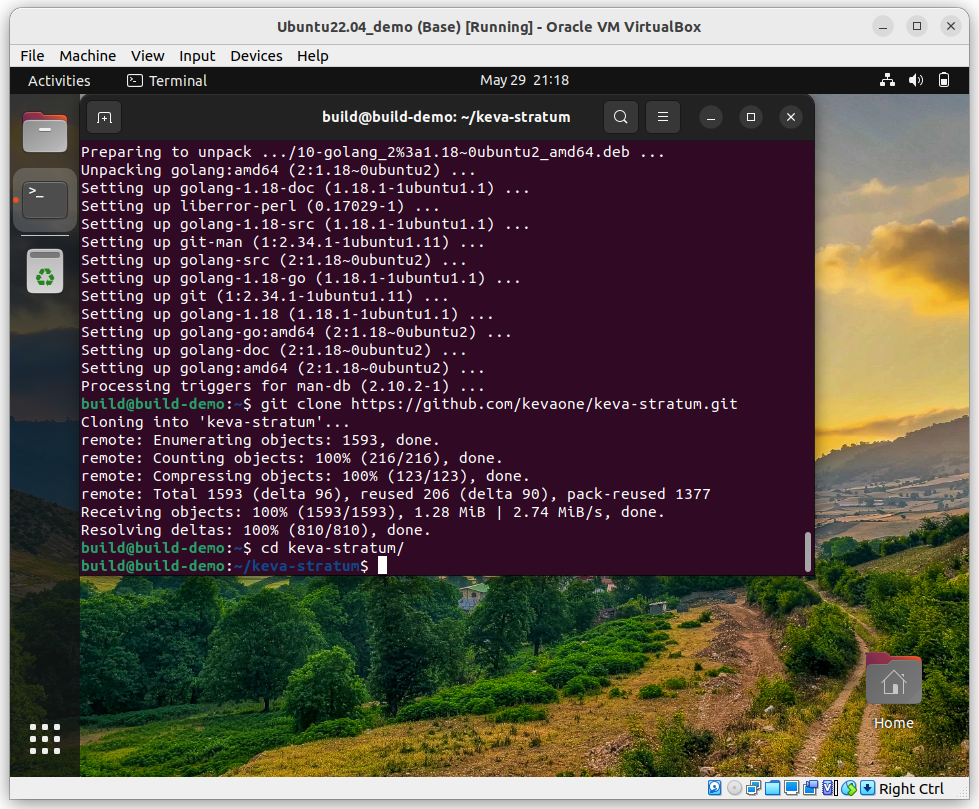 Ubuntu22.04_demo (Base) [Running] - Oracle VM VirtualBox
File Machine View Input Devices Help
Activities Terminal May 29 21:18
build@build-demo: ~/keva-stratum
Preparing to unpack .../10-golang_2%3a1.18~0ubuntu2_amd64.deb ...
Unpacking golang:amd64 (2:1.18~0ubuntu2) ...
Setting up golang-1.18-doc (1.18.1-1ubuntu1.1) ...
Setting up liberror-perl (0.17029-1) ...
Setting up golang-1.18-src (1.18.1-1ubuntu1.1) ...
Setting up git-man (1:2.34.1-1ubuntu1.11) ...
Setting up golang-src (2:1.18~0ubuntu2) ...
Setting up golang-1.18-go (1.18.1-1ubuntu1.1) ...
Setting up git (1:2.34.1-1ubuntu1.11) ...
Setting up golang-1.18 (1.18.1-1ubuntu1.1) ...
Setting up golang-go:amd64 (2:1.18~0ubuntu2) ...
Setting up golang-doc (2:1.18~0ubuntu2) ...
Setting up golang:amd64 (2:1.18~0ubuntu2) ...
Processing triggers for man-db (2.10.2-1) ...
build@build-demo:~$ git clone https://github.com/kevaone/keva-stratum.git
Cloning into 'keva-stratum'...
remote: Enumerating objects: 1593, done.
remote: Counting objects: 100% (216/216), done.
remote: Compressing objects: 100% (123/123), done.
remote: Total 1593 (delta 96), reused 206 (delta 90), pack-reused 1377
Receiving objects: 100% (1593/1593), 1.28 MiB | 2.74 MiB/s, done.
Resolving deltas: 100% (810/810), done.
build@build-demo:~$ cd keva-stratum/
build@build-demo:~/keva-stratum$
Home
Right Ctrl